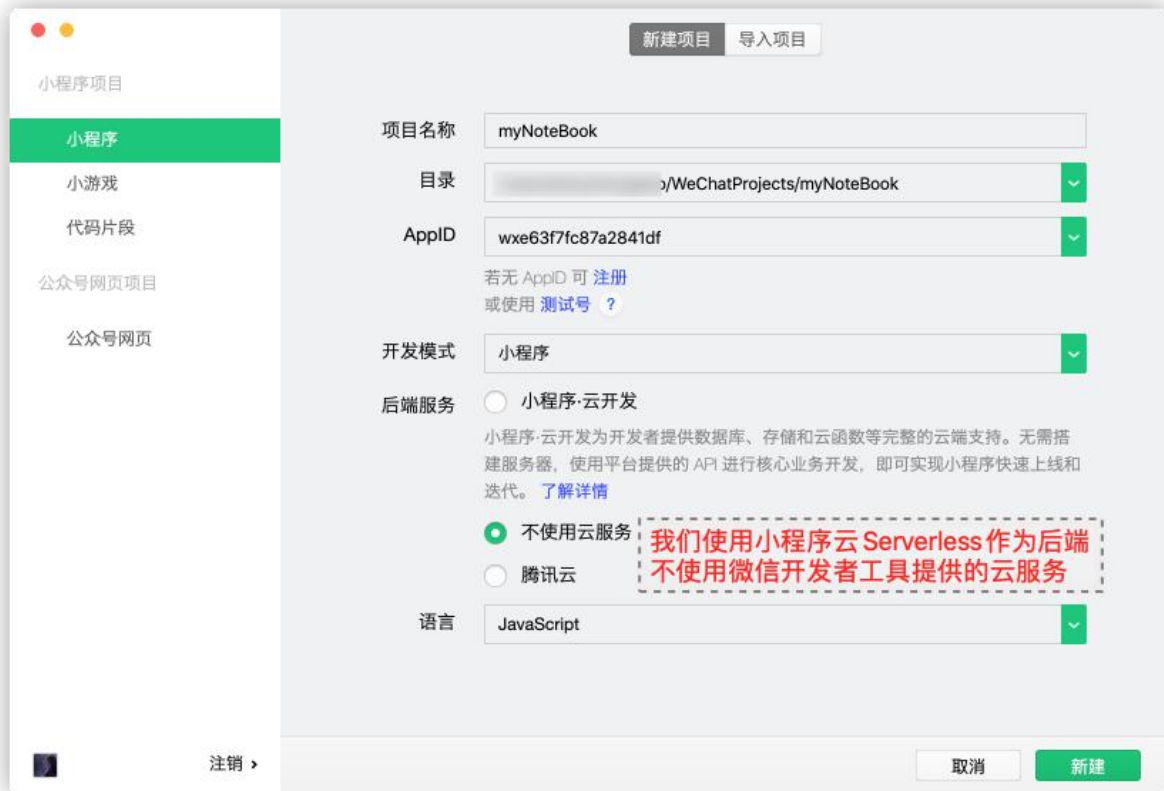 新建项目 导入项目
小程序项目
小程序
小游戏
代码片段
公众号网页项目
公众号网页
项目名称 myNoteBook
目录 /WeChatProjects/myNoteBook
AppID wxe63f7fc87a2841df
若无 AppID 可 注册
或使用 测试号 ?
开发模式 小程序
后端服务 小程序·云开发
小程序·云开发为开发者提供数据库、存储和云函数等完整的云端支持。无需搭
建服务器，使用平台提供的 API 进行核心业务开发，即可实现小程序快速上线和
迭代。 了解详情
不使用云服务
腾讯云
我们使用小程序云 Serverless 作为后端
不使用微信开发者工具提供的云服务
语言 JavaScript
注销 ›
取消 新建